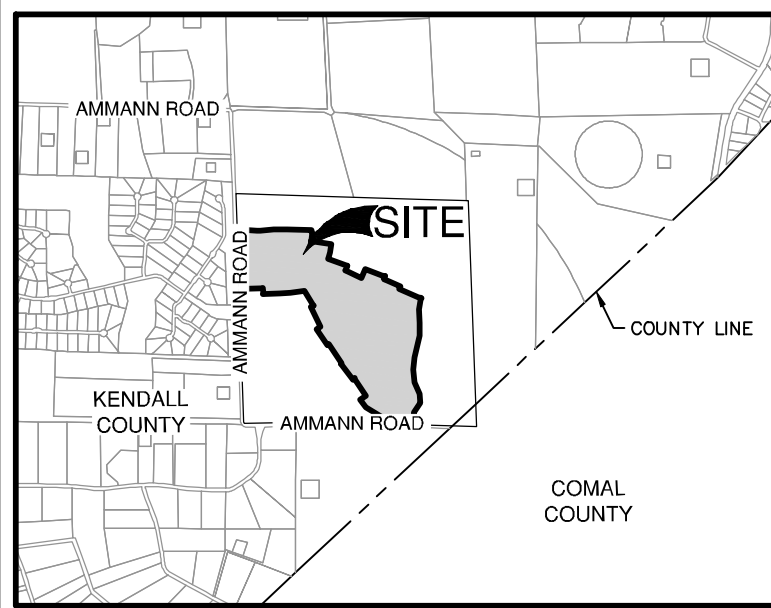 AMMANN ROAD
SITE
AMMANN ROAD
COUNTY LINE
KENDALL
COUNTY
AMMANN ROAD
COMAL
COUNTY